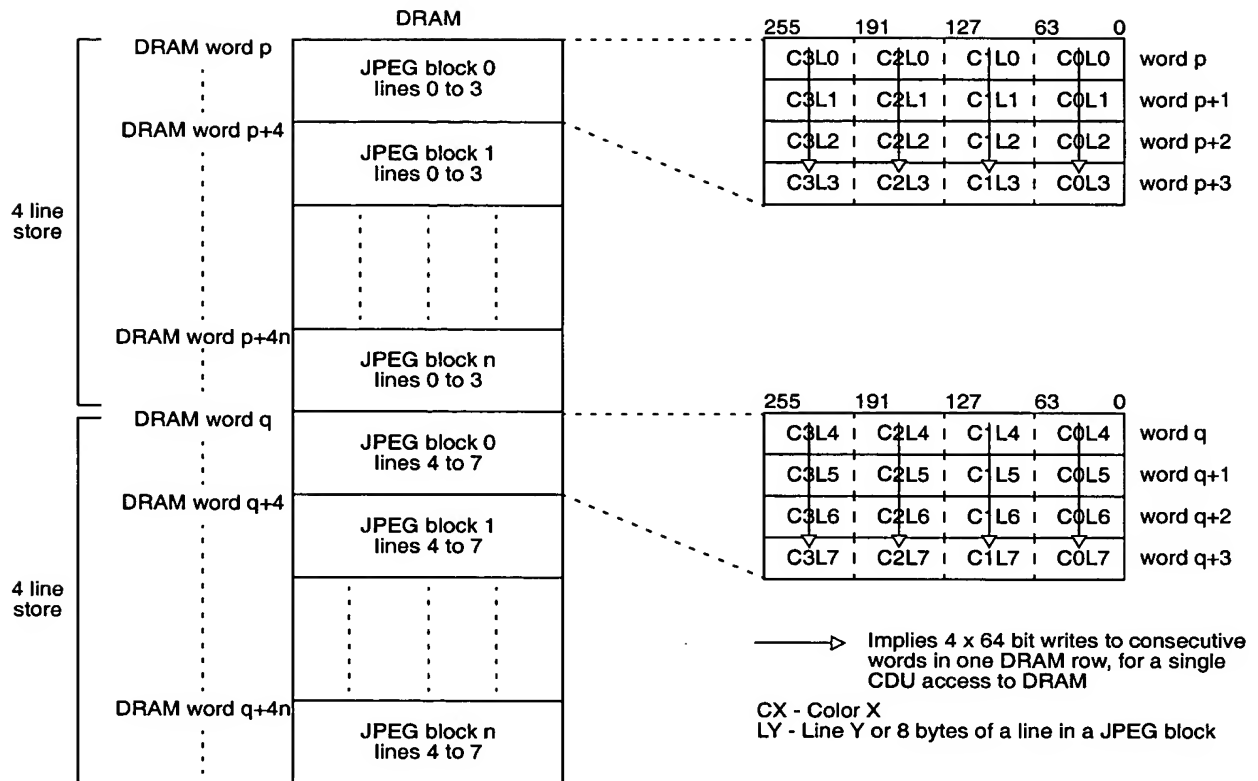 DRAM
DRAM word p
JPEG block 0
lines 0 to 3
DRAM word p+4
JPEG block 1
lines 0 to 3
4 line
store
DRAM word p+4n
JPEG block n
lines 0 to 3
DRAM word q
JPEG block 0
lines 4 to 7
DRAM word q+4
JPEG block 1
lines 4 to 7
4 line
store
DRAM word q+4n
JPEG block n
lines 4 to 7
255 191 127 63 0
C3L0 C2L0 C1L0 C0L0 word p
C3L1 C2L1 C1L1 C0L1 word p+1
C3L2 C2L2 C1L2 C0L2 word p+2
C3L3 C2L3 C1L3 C0L3 word p+3
255 191 127 63 0
C3L4 C2L4 C1L4 C0L4 word q
C3L5 C2L5 C1L5 C0L5 word q+1
C3L6 C2L6 C1L6 C0L6 word q+2
C3L7 C2L7 C1L7 C0L7 word q+3
Implies 4 x 64 bit writes to consecutive
words in one DRAM row, for a single
CDU access to DRAM
CX - Color X
LY - Line Y or 8 bytes of a line in a JPEG block